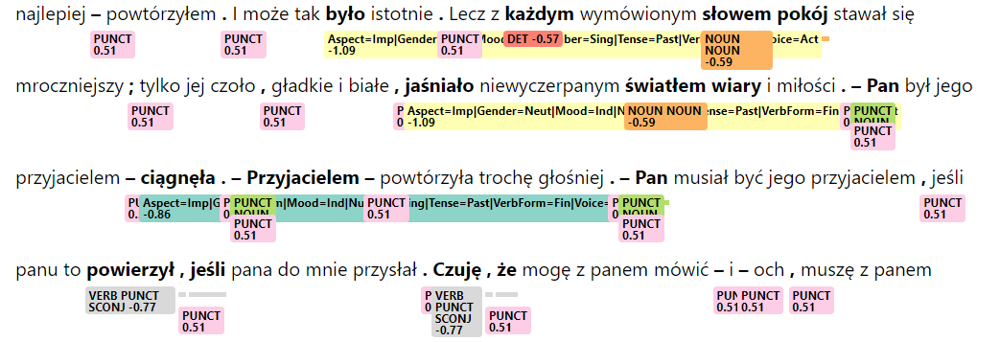 najlepiej – powtórzyłem . I może tak było istotnie . Lecz z każdym wymówionym słowem pokój stawał się
PUNCT 0.51 PUNCT 0.51 Aspect=Imp|Gender -1.09 PUNCT 0.51 Mood DET -0.57 ber=Sing|Tense=Past|Ver NOUN NOUN -0.59 oice=Act
mroczniejszy ; tylko jej czoło , gładkie i białe , jaśniało niewyczerpanym światłem wiary i miłości . – Pan był jego
PUNCT 0.51 PUNCT 0.51 P 0 Aspect=Imp|Gender=Neut|Mood=Ind|N -1.09 NOUN NOUN -0.59 nse=Past|VerbForm=Fin P 0 PUNCT NOUN PUNCT 0.51 t
przyjacielem – ciągnęła . – Przyjacielem – powtórzyła trochę głośniej . – Pan musiał być jego przyjacielem , jeśli
PU 0. Aspect=Imp|G -0.86 P 0 PUNCT NOUN PUNCT 0.51 n|Mood=Ind|Nu PUNCT 0.51 ing|Tense=Past|VerbForm=Fin|Voice= P 0 PUNCT NOUN PUNCT 0.51 PUNCT 0.51
panu to powierzył , jeśli pana do mnie przysłał . Czuję , że mogę z panem mówić – i – och , muszę z panem
VERB PUNCT SCONJ -0.77 PUNCT 0.51 P 0 VERB PUNCT SCONJ -0.77 PUNCT 0.51 PUN 0.51 PUNCT 0.51 PUNCT 0.51